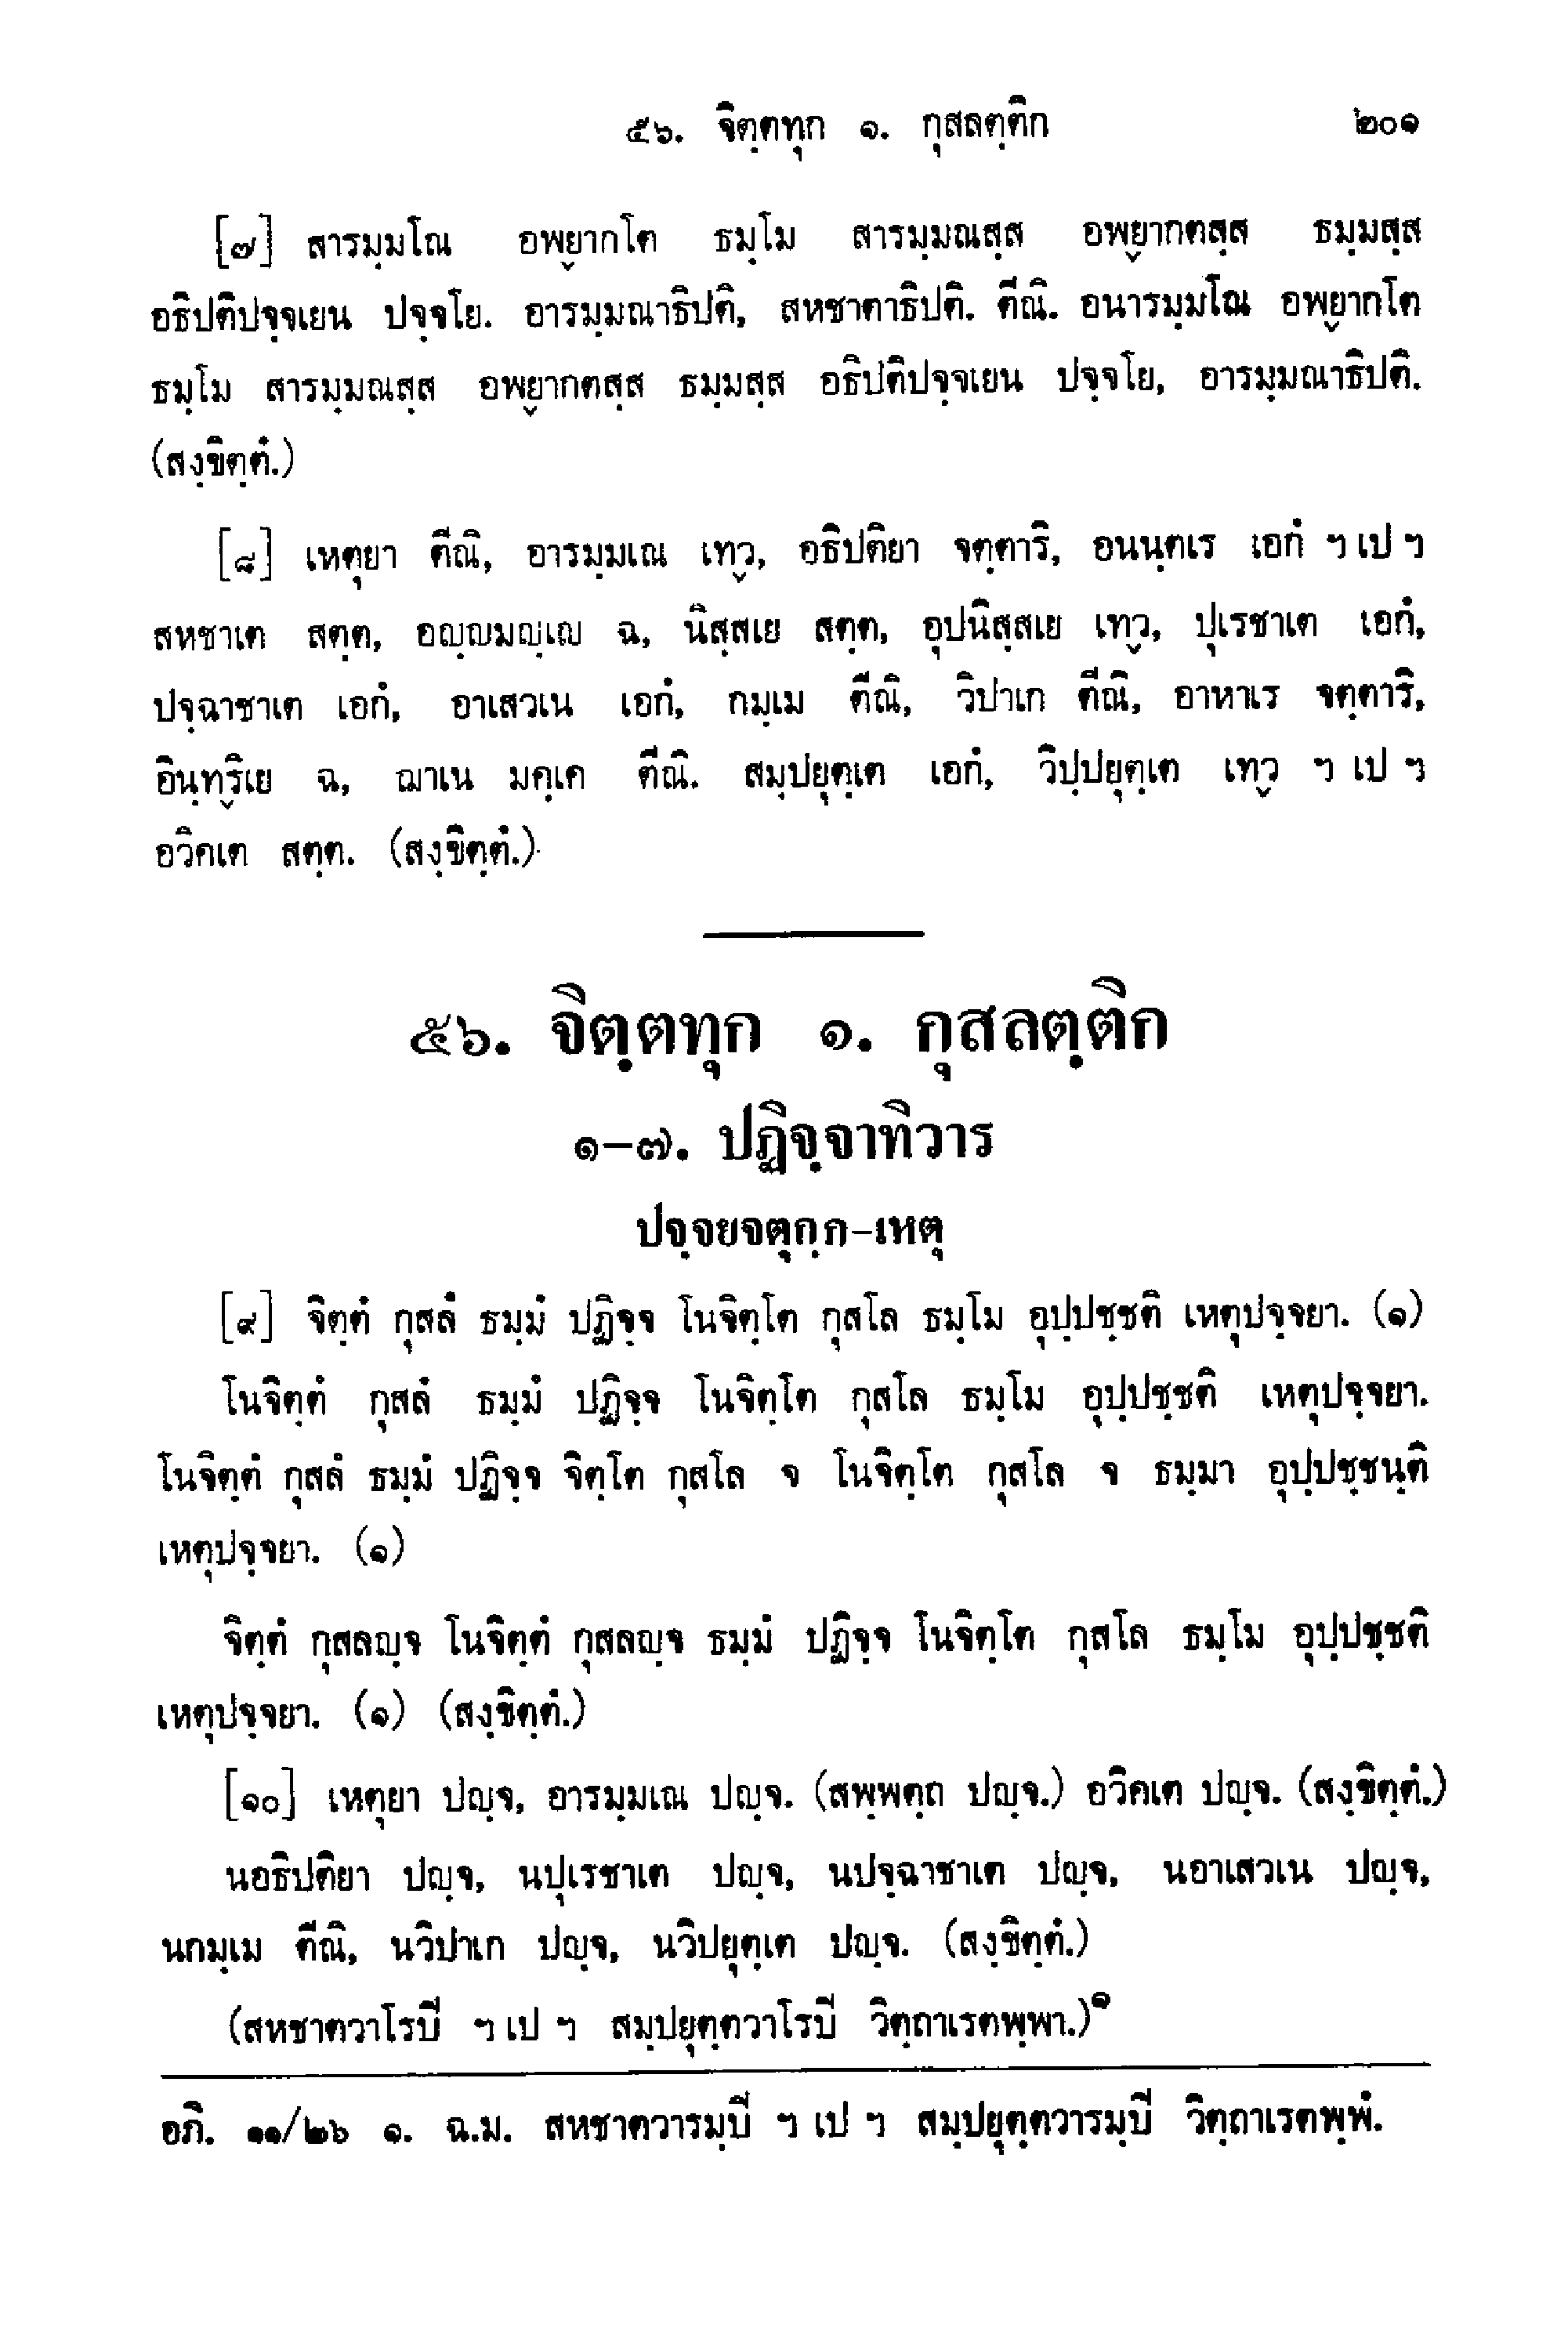 ๕๖. จิตฺตทุก ๑. กุสลตฺติก ๒๐๑
[๗] สารมฺมโณ อพฺยากโต ธมฺโม สารมฺมณสฺส อพฺยากตสฺส ธมฺมสฺส
อธิปติปจฺจเยน ปจฺจโย. อารมฺมณาธิปติ, สหชาตาธิปติ. ตีณิ. อนารมฺมโณ อพฺยากโต
ธมฺโม สารมฺมณสฺส อพฺยากตสฺส ธมฺมสฺส อธิปติปจฺจเยน ปจฺจโย, อารมฺมณาธิปติ.
(สงฺขิตฺตํ.)
[๘] เหตุยา ตีณิ, อารมฺมเณ เทฺว, อธิปติยา จตฺตาริ, อนนฺตเร เอกํ ฯ เป ฯ
สหชาเต สตฺต, อญฺญมญฺเญ ฉ, นิสฺสเย สตฺต, อุปนิสฺสเย เทฺว, ปุเรชาเต เอกํ,
ปจฺฉาชาเต เอกํ, อาเสวเน เอกํ, กมฺเม ตีณิ, วิปาเก ตีณิ, อาหาเร จตฺตาริ,
อินฺทฺริเย ฉ, ฌาเน มคฺเค ตีณิ. สมฺปยุตฺเต เอกํ, วิปฺปยุตฺเต เทฺว ฯ เป ฯ
อวิคเต สตฺต. (สงฺขิตฺตํ.)
๕๖. จิตฺตทุก ๑. กุสลตฺติก
๑-๗. ปฏิจฺจาทิวาร
ปจฺจยจตุกฺก-เหตุ
[๙] จิตฺตํ กุสลํ ธมฺมํ ปฏิจฺจ โนจิตฺโต กุสโล ธมฺโม อุปฺปชฺชติ เหตุปจฺจยา. (๑)
โนจิตฺตํ กุสลํ ธมฺมํ ปฏิจฺจ โนจิตฺโต กุสโล ธมฺโม อุปฺปชฺชติ เหตุปจฺจยา.
โนจิตฺตํ กุสลํ ธมฺมํ ปฏิจฺจ จิตฺโต กุสโล จ โนจิตฺโต กุสโล จ ธมฺมา อุปฺปชฺชนฺติ
เหตุปจฺจยา. (๑)
จิตฺตํ กุสลญฺจ โนจิตฺตํ กุสลญฺจ ธมฺมํ ปฏิจฺจ โนจิตฺโต กุสโล ธมฺโม อุปฺปชฺชติ
เหตุปจฺจยา. (๑) (สงฺขิตฺตํ.)
[๑๐] เหตุยา ปญฺจ, อารมฺมเณ ปญฺจ. (สพฺพตฺถ ปญฺจ.) อวิคเต ปญฺจ. (สงฺขิตฺตํ.)
นอธิปติยา ปญฺจ, นปุเรชาเต ปญฺจ, นปจฺฉาชาเต ปญฺจ, นอาเสวเน ปญฺจ,
นกมฺเม ตีณิ, นวิปาเก ปญฺจ, นวิปยุตฺเต ปญฺจ. (สงฺขิตฺตํ.)
(สหชาตวาโรปี ฯ เป ฯ สมฺปยุตฺตวาโรปี วิตฺถาเรตพฺพา.)๑
อภิ. ๑๑/๒๖ ๑. ฉ.ม. สหชาตวารมฺปี ฯ เป ฯ สมฺปยุตฺตวารมฺปี วิตฺถาเรตพฺพํ.